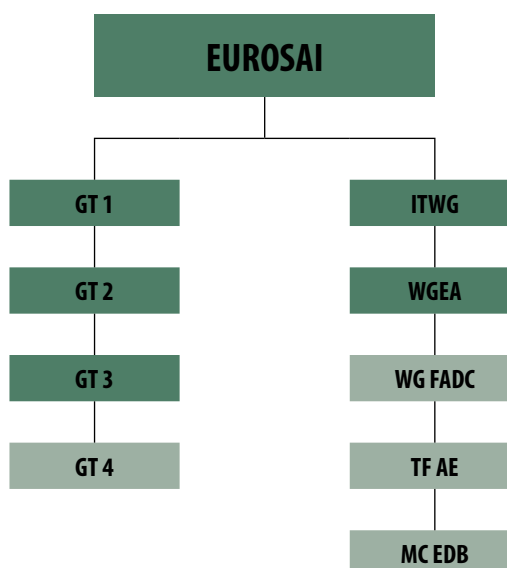 EUROSAI
GT 1
GT 2
GT 3
GT 4
ITWG
WGEA
WG FADC
TF AE
MC EDB